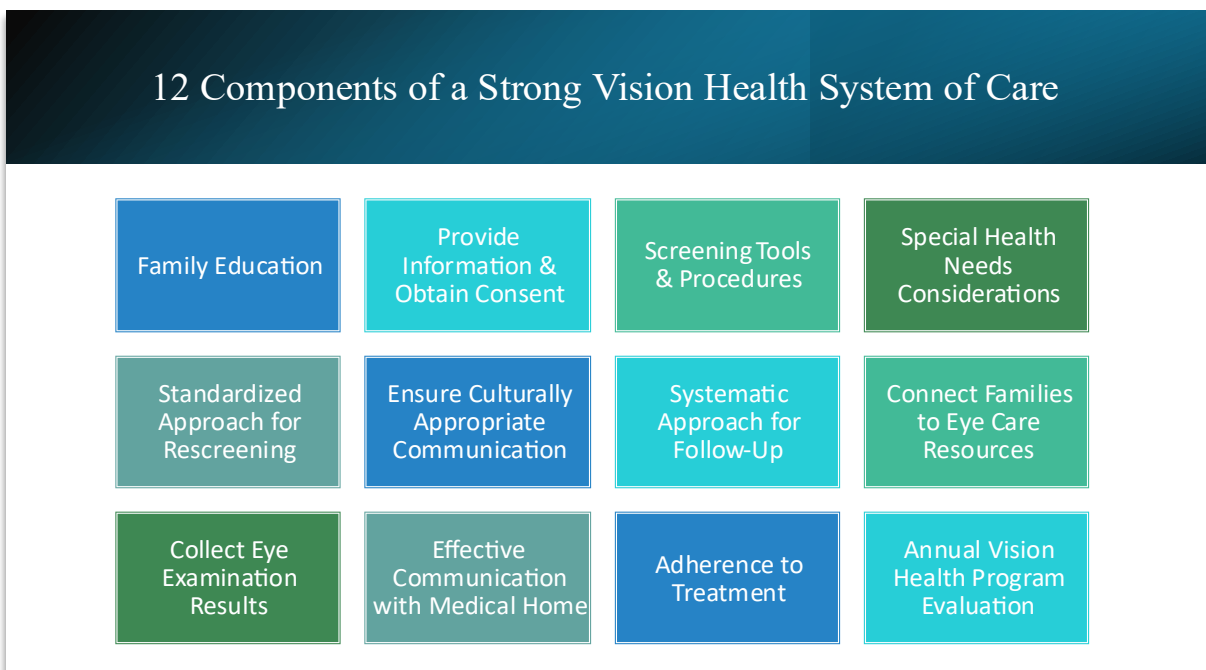 12 Components of a Strong Vision Health System of Care
Family Education
Provide
Information &
Obtain Consent
Screening Tools
& Procedures
Special Health
Needs
Considerations
Standardized
Approach for
Rescreening
Ensure Culturally
Appropriate
Communication
Systematic
Approach for
Follow-Up
Connect Families
to Eye Care
Resources
Collect Eye
Examination
Results
Effective
Communication
with Medical Home
Adherence to
Treatment
Annual Vision
Health Program
Evaluation